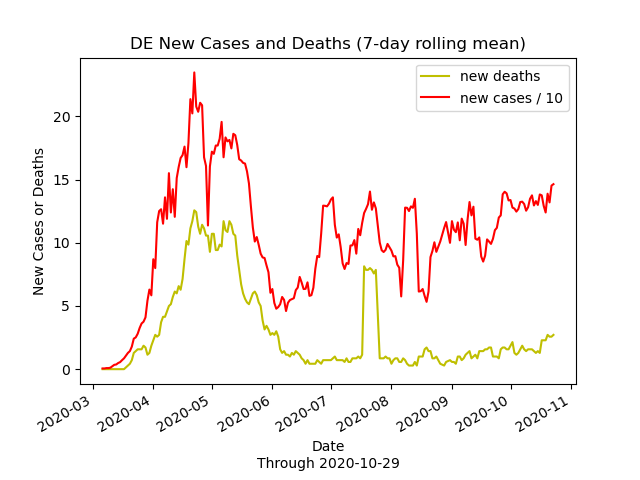 DE New Cases and Deaths (7-day rolling mean)
new deaths
new cases / 10
New Cases or Deaths
20
15
10
5
0
2020-03
2020-04
2020-05
2020-06
2020-07
2020-08
2020-09
2020-10
2020-11
Date
Through 2020-10-29